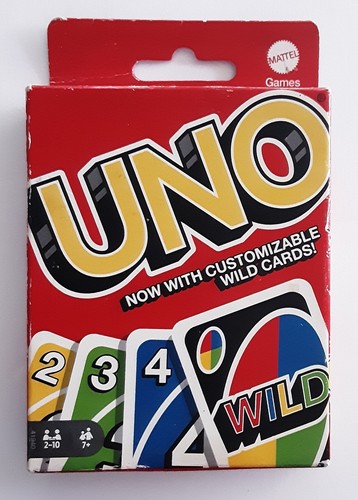 MATTEL
Games
UNO
NOW WITH CUSTOMIZABLE
WILD CARDS!
2
3
4
WILD
2-10
7+